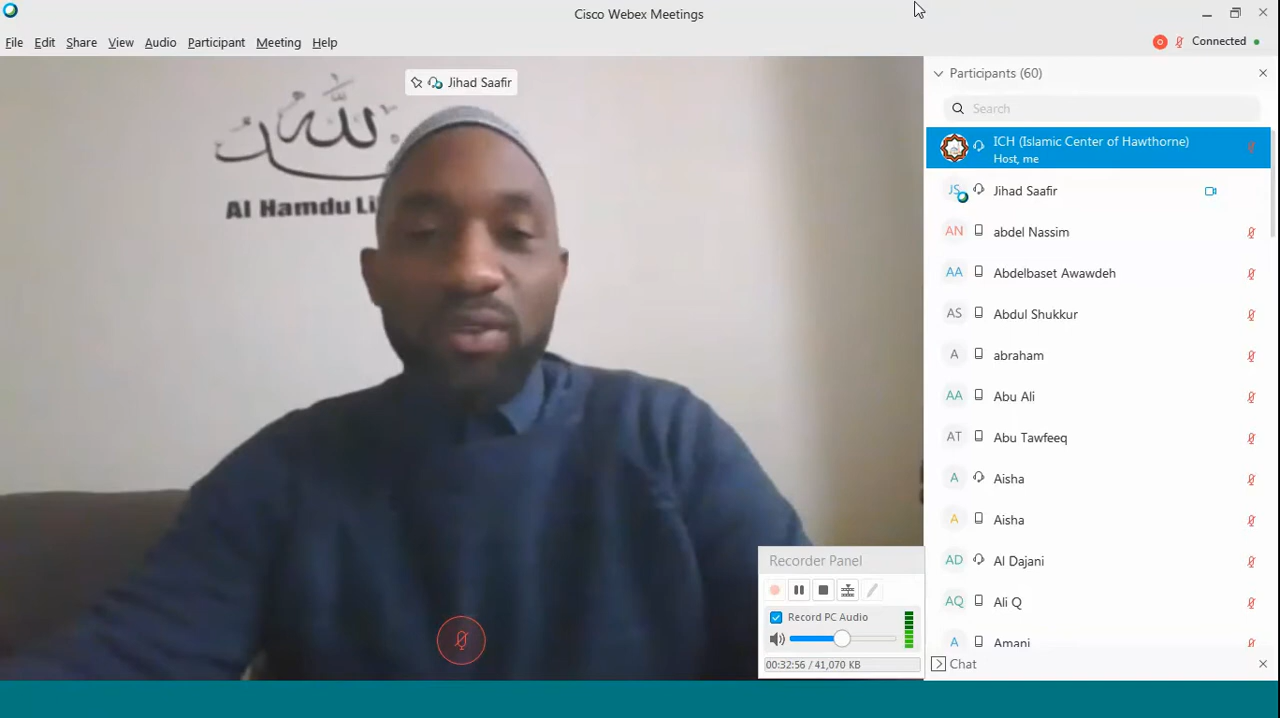 Cisco Webex Meetings
File Edit Share View Audio Participant Meeting Help
Connected
Jihad Saafir
الحمد لله
Al Hamdu Li
Participants (60)
Search
ICH (Islamic Center of Hawthorne)
Host, me
JS Jihad Saafir
AN abdel Nassim
AA Abdelbaset Awawdeh
AS Abdul Shukkur
A abraham
AA Abu Ali
AT Abu Tawfeeq
A Aisha
A Aisha
AD Al Dajani
AQ Ali Q
A Amani
Chat
Recorder Panel
Record PC Audio
00:32:56 / 41,070 KB